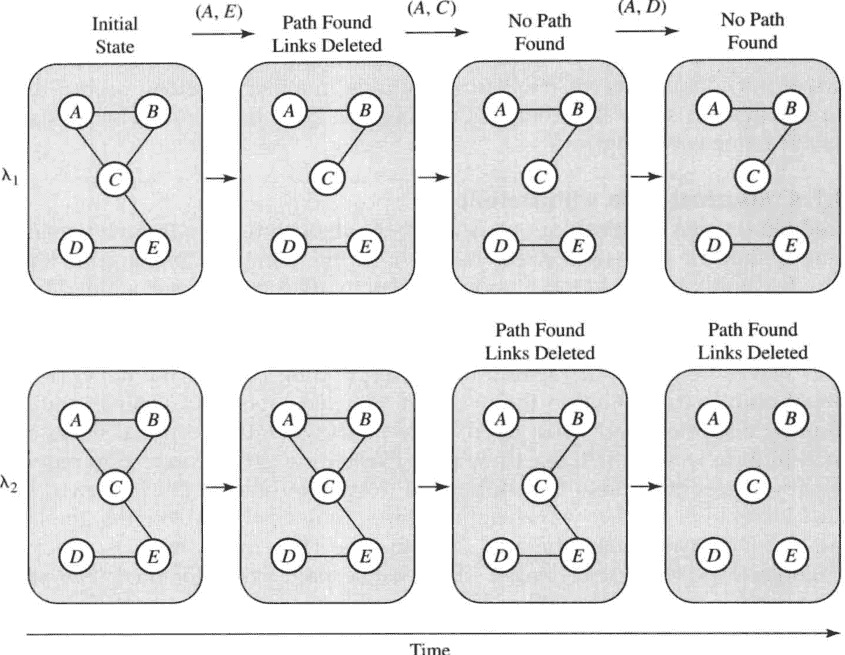 Initial
State
(A, E)
Path Found
Links Deleted
(A, C)
No Path
Found
(A, D)
No Path
Found
λ1
A B
C
D E
A B
C
D E
A B
C
D E
A B
C
D E
Path Found
Links Deleted
Path Found
Links Deleted
λ2
A B
C
D E
A B
C
D E
A B
C
D E
A B
C
D E
Time